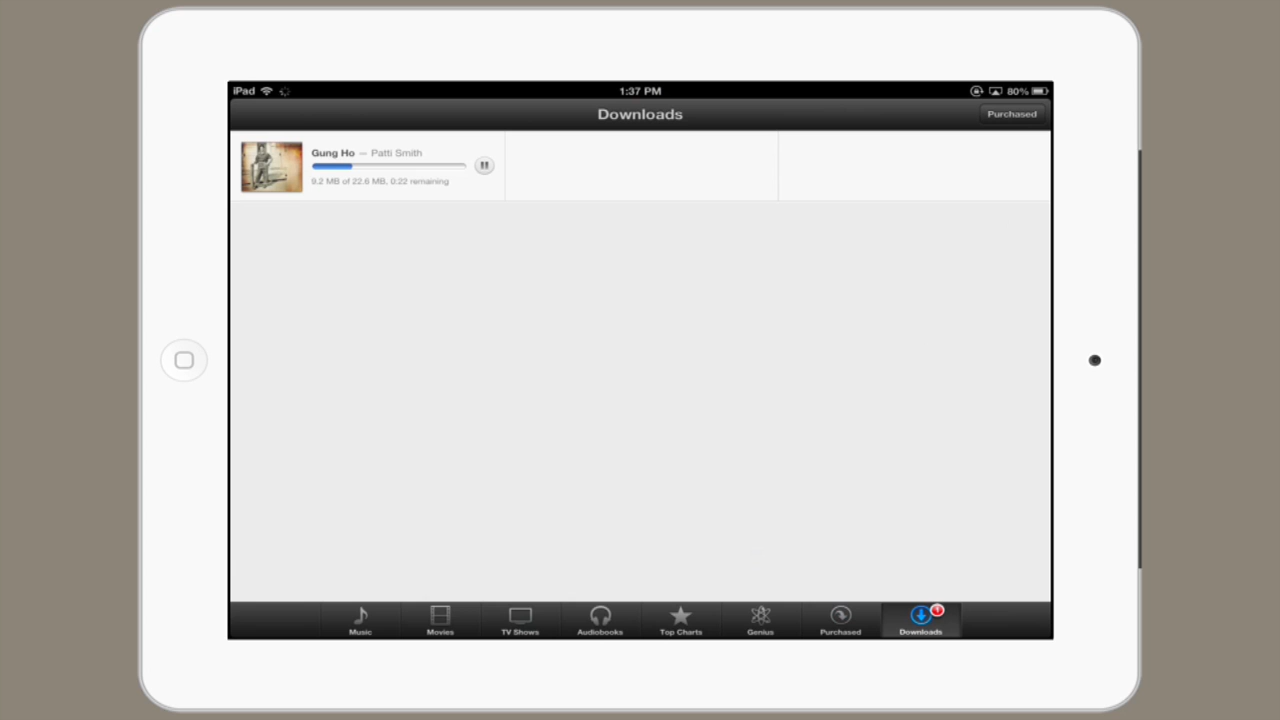 iPad 1:37 PM 80%
Downloads Purchased
Gung Ho — Patti Smith
9.2 MB of 22.6 MB, 0:22 remaining
Music Movies TV Shows Audiobooks Top Charts Genius Purchased Downloads
1